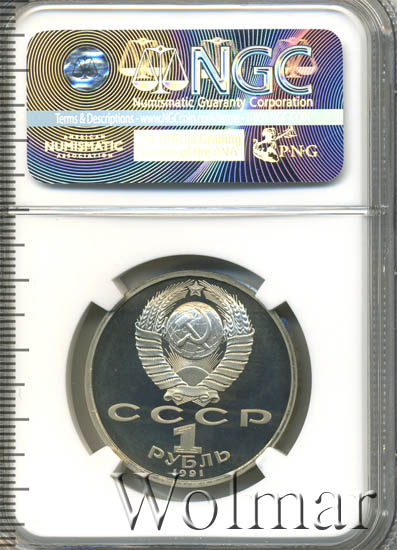 NGC
Numismatic Guaranty Corporation
Terms & Descriptions - www.NGCcoin.com
AMERICAN
NUMISMATIC
ASSOCIATION
PNG
СССР
1
РУБЛЬ
1991
Wolmar